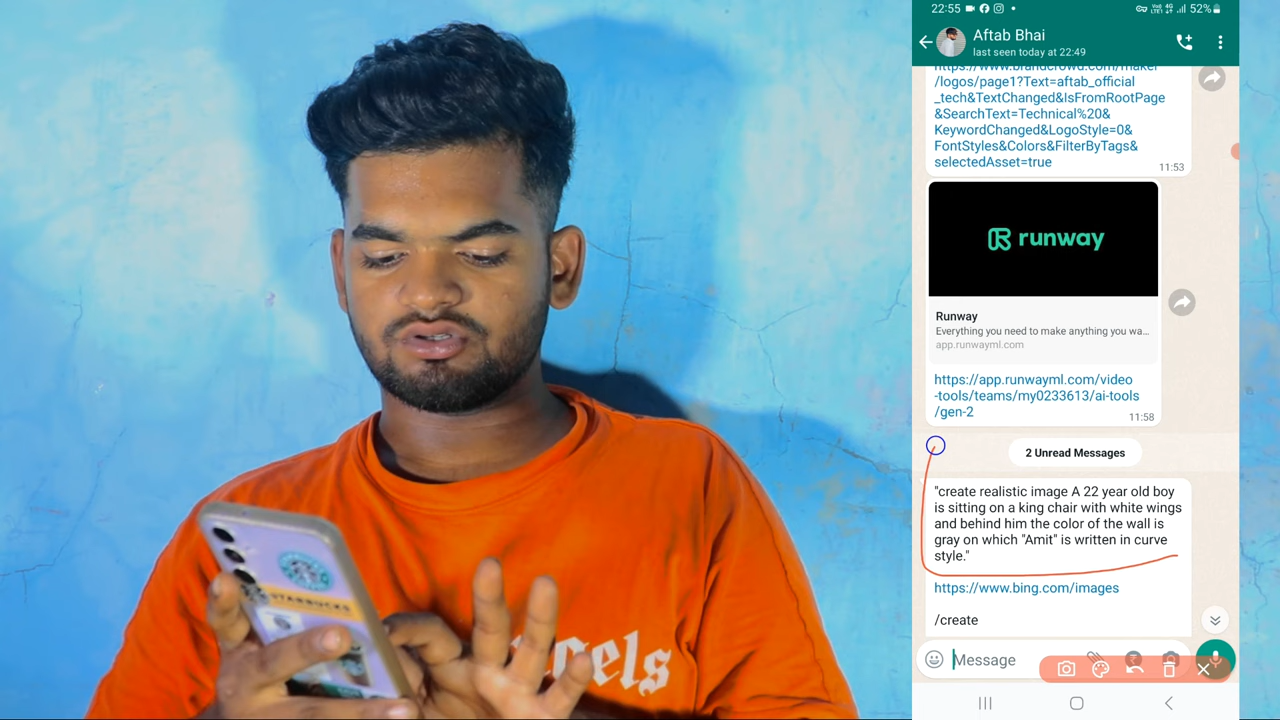 22:55
52%
Aftab Bhai
last seen today at 22:49
https://www.brandcrowd.com/maker
/logos/page1?Text=aftab_official
_tech&TextChanged&IsFromRootPage
&SearchText=Technical%20&
KeywordChanged&LogoStyle=0&
FontStyles&Colors&FilterByTags&
selectedAsset=true
11:53
runway
Runway
Everything you need to make anything you wa...
app.runwayml.com
https://app.runwayml.com/video
-tools/teams/my0233613/ai-tools
/gen-2
11:58
2 Unread Messages
"create realistic image A 22 year old boy
is sitting on a king chair with white wings
and behind him the color of the wall is
gray on which "Amit" is written in curve
style."
https://www.bing.com/images
/create
Message
STARBUCKS